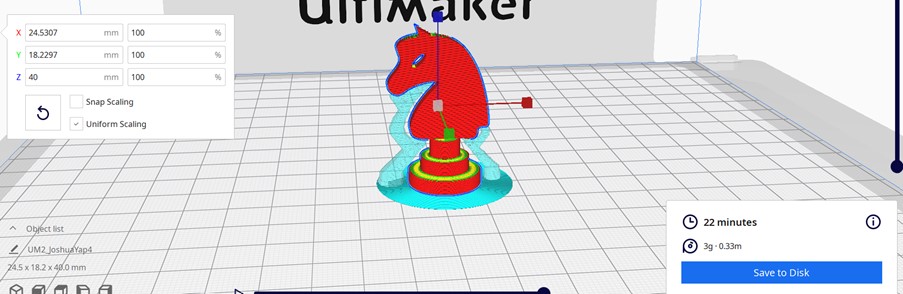 UltiMaker
X 24.5307 mm 100 %
Y 18.2297 mm 100 %
Z 40 mm 100 %
Snap Scaling
Uniform Scaling
Object list
UM2_JoshuaYap4
24.5 x 18.2 x 40.0 mm
22 minutes
3g · 0.33m
Save to Disk